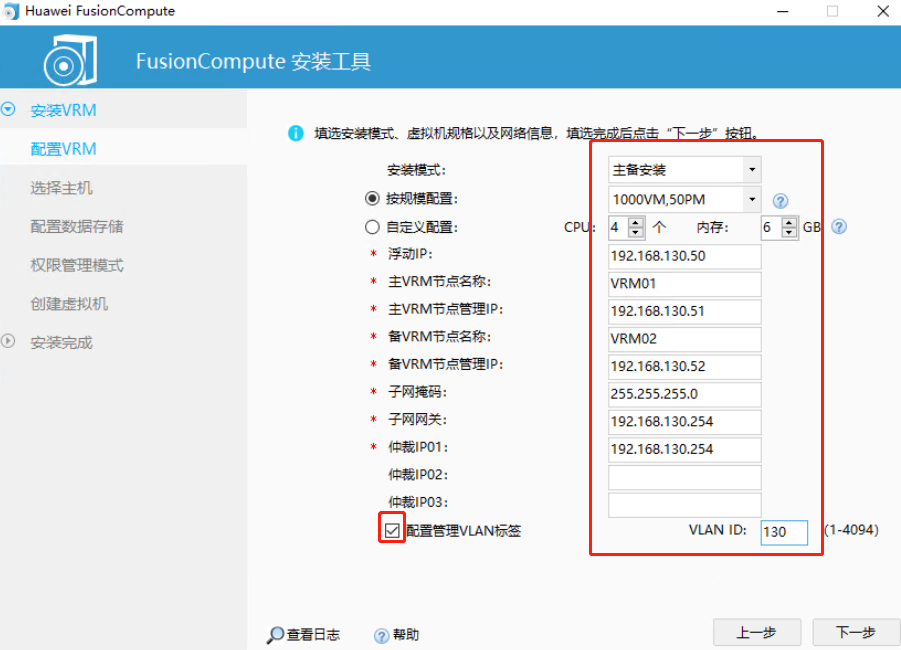 Huawei FusionCompute
FusionCompute 安装工具
安装VRM
配置VRM
选择主机
配置数据存储
权限管理模式
创建虚拟机
安装完成
填选安装模式、虚拟机规格以及网络信息，填选完成后点击“下一步”按钮。
安装模式: 主备安装
按规模配置: 1000VM,50PM
自定义配置: CPU: 4 个 内存: 6 GB
* 浮动IP: 192.168.130.50
* 主VRM节点名称: VRM01
* 主VRM节点管理IP: 192.168.130.51
* 备VRM节点名称: VRM02
* 备VRM节点管理IP: 192.168.130.52
* 子网掩码: 255.255.255.0
* 子网网关: 192.168.130.254
* 仲裁IP01: 192.168.130.254
仲裁IP02:
仲裁IP03:
配置管理VLAN标签 VLAN ID: 130 (1-4094)
查看日志 帮助 上一步 下一步